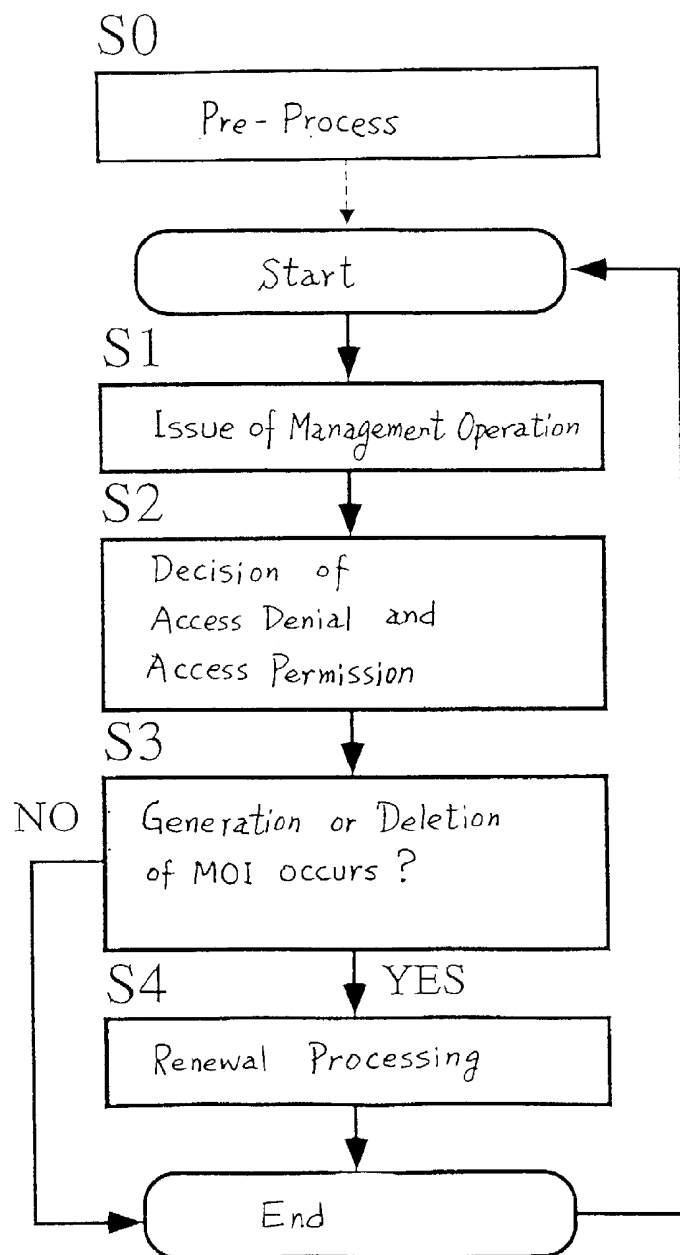 S0
Pre-Process
Start
S1
Issue of Management Operation
S2
Decision of
Access Denial and
Access Permission
S3
NO
Generation or Deletion
of MOI occurs ?
S4
YES
Renewal Processing
End